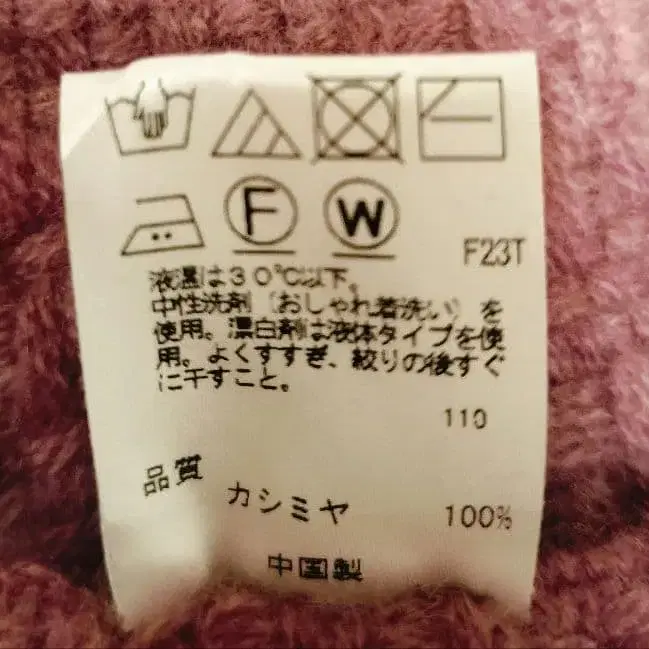 F W F23T
液温は30℃以下。
中性洗剤（おしゃれ着洗い）を
使用。漂白剤は液体タイプを使
用。よくすすぎ、絞りの後すぐ
に干すこと。
110
品質
カシミヤ 100%
中国製